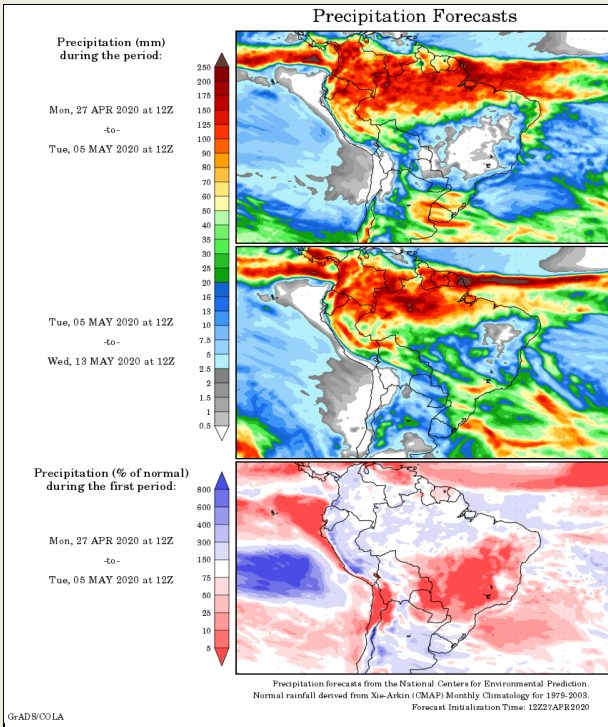 Precipitation Forecasts
Precipitation (mm)
during the period:
Mon, 27 APR 2020 at 12Z
-to-
Tue, 05 MAY 2020 at 12Z
250
200
175
150
125
100
90
80
70
60
50
40
35
30
25
20
16
13
10
7.5
5
2.5
2
1.5
1
0.5
Tue, 05 MAY 2020 at 12Z
-to-
Wed, 13 MAY 2020 at 12Z
Precipitation (% of normal)
during the first period:
Mon, 27 APR 2020 at 12Z
-to-
Tue, 05 MAY 2020 at 12Z
800
600
400
300
150
75
50
25
10
5
Precipitation forecasts from the National Centers for Environmental Prediction.
Normal rainfall derived from Xie-Arkin (CMAP) Monthly Climatology for 1979-2003.
Forecast Initialization Time: 12Z27APR2020
GrADS/COLA